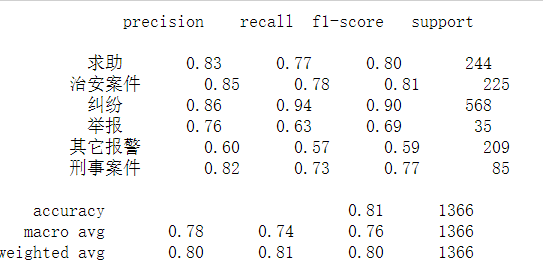 precision recall f1-score support
求助 0.83 0.77 0.80 244
治安案件 0.85 0.78 0.81 225
纠纷 0.86 0.94 0.90 568
举报 0.76 0.63 0.69 35
其它报警 0.60 0.57 0.59 209
刑事案件 0.82 0.73 0.77 85
accuracy 0.81 1366
macro avg 0.78 0.74 0.76 1366
weighted avg 0.80 0.81 0.80 1366